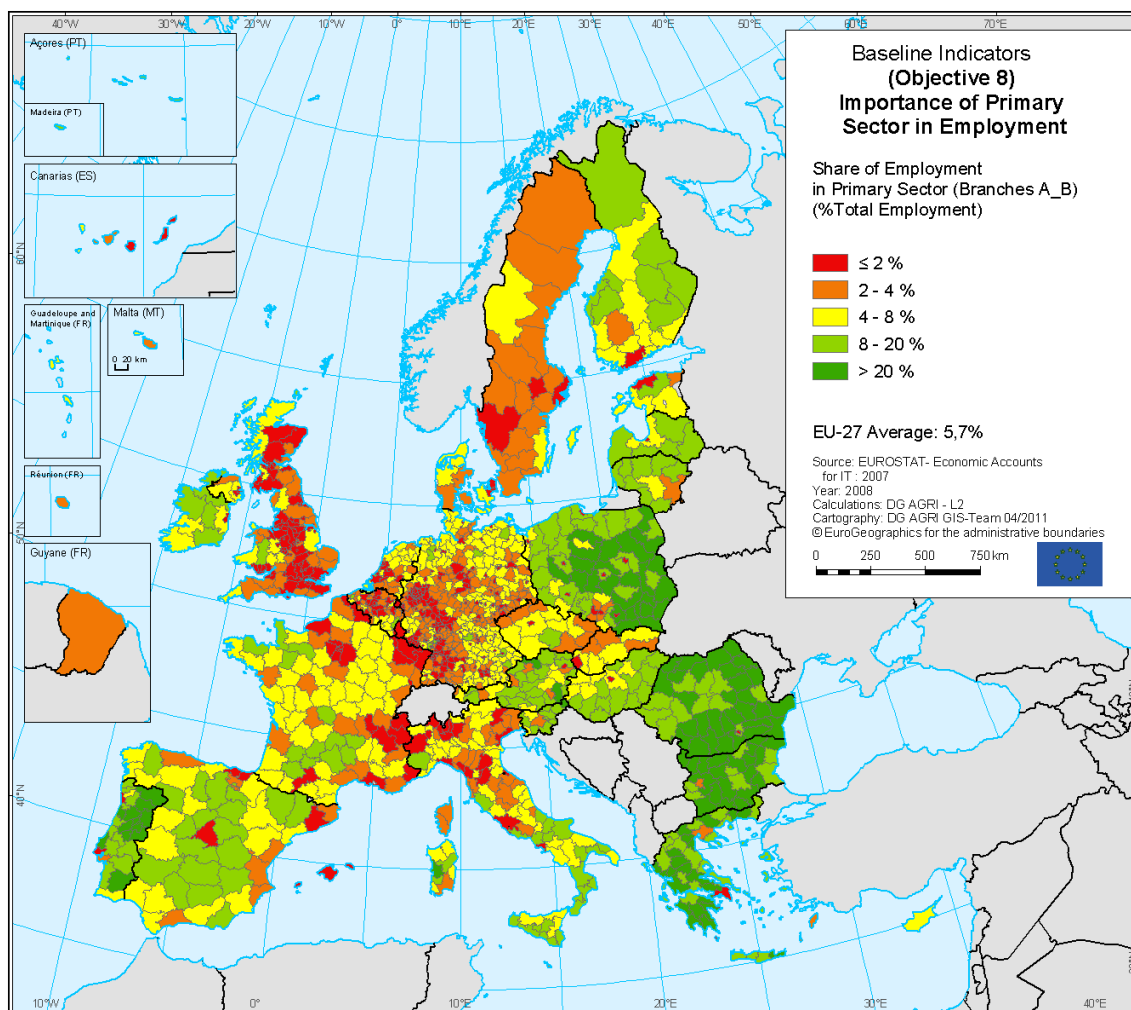 40°W
30°W
20°W
10°W
0°
10°E
20°E
30°E
40°E
50°E
60°E
70°E
Açores (PT)
Madeira (PT)
Canarias (ES)
Guadeloupe and
Martinique (FR)
Malta (MT)
0 20 km
Réunion (FR)
Guyane (FR)
60°N
50°N
40°N
Baseline Indicators
(Objective 8)
Importance of Primary
Sector in Employment
Share of Employment
in Primary Sector (Branches A_B)
(%Total Employment)
≤ 2 %
2 - 4 %
4 - 8 %
8 - 20 %
> 20 %
EU-27 Average: 5,7%
Source: EUROSTAT- Economic Accounts
for IT : 2007
Year: 2008
Calculations: DG AGRI - L2
Cartography: DG AGRI GIS-Team 04/2011
© EuroGeographics for the administrative boundaries
0 250 500 750 km
10°W
0°
10°E
20°E
30°E
40°E